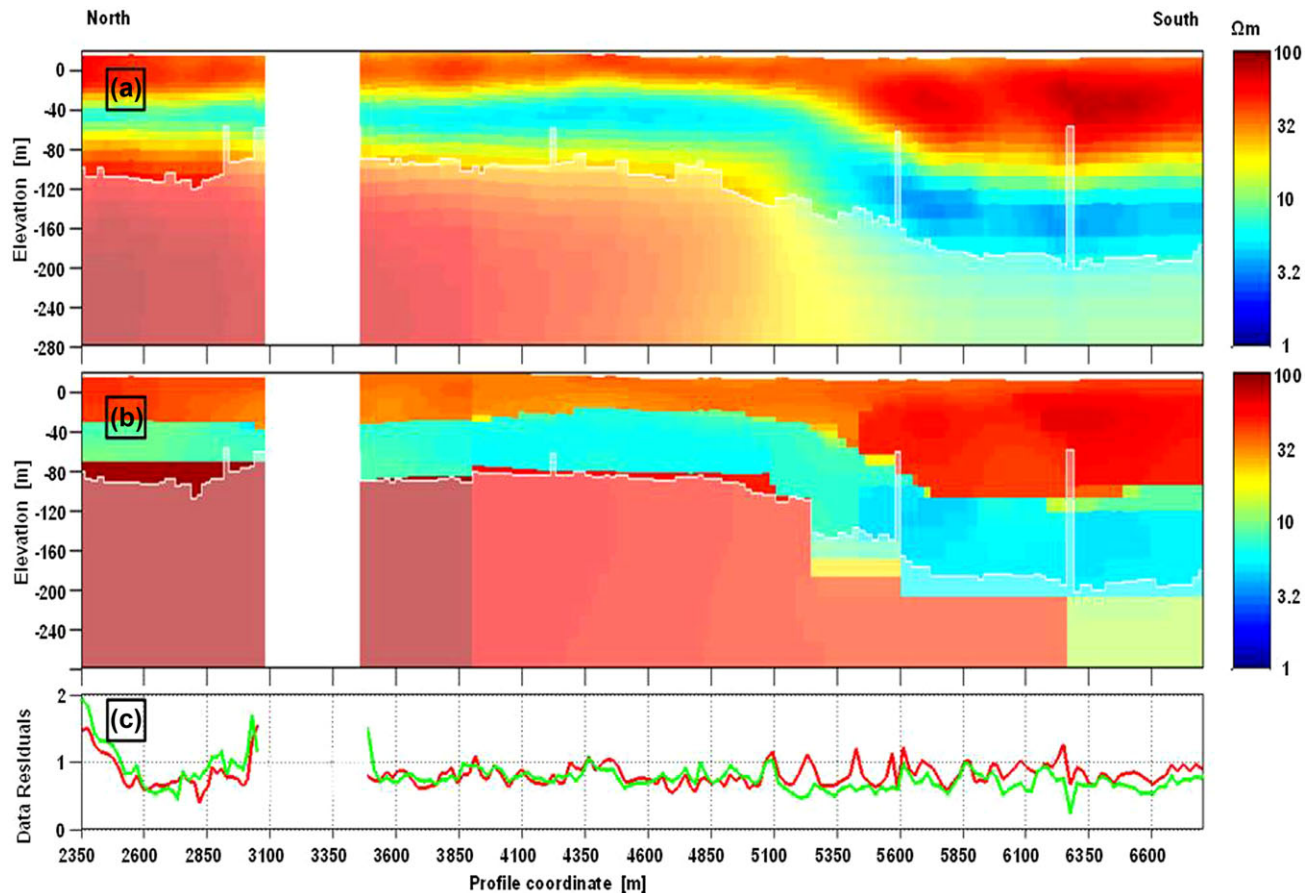 North South
Ωm
(a)
Elevation [m]
0
-40
-80
-120
-160
-200
-240
-280
100
32
10
3.2
1
(b)
Elevation [m]
0
-40
-80
-120
-160
-200
-240
100
32
10
3.2
1
(c)
Data Residuals
2
1
0
2350 2600 2850 3100 3350 3600 3850 4100 4350 4600 4850 5100 5350 5600 5850 6100 6350 6600
Profile coordinate [m]